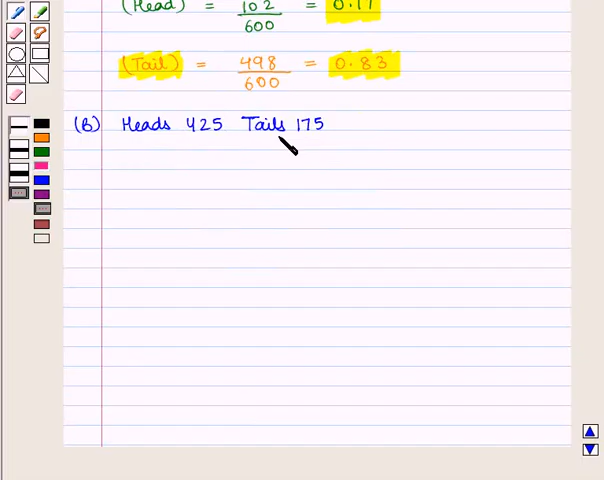 (Head) = 102/600 = 0.17
(Tail) = 498/600 = 0.83
(B) Heads 425 Tails 175